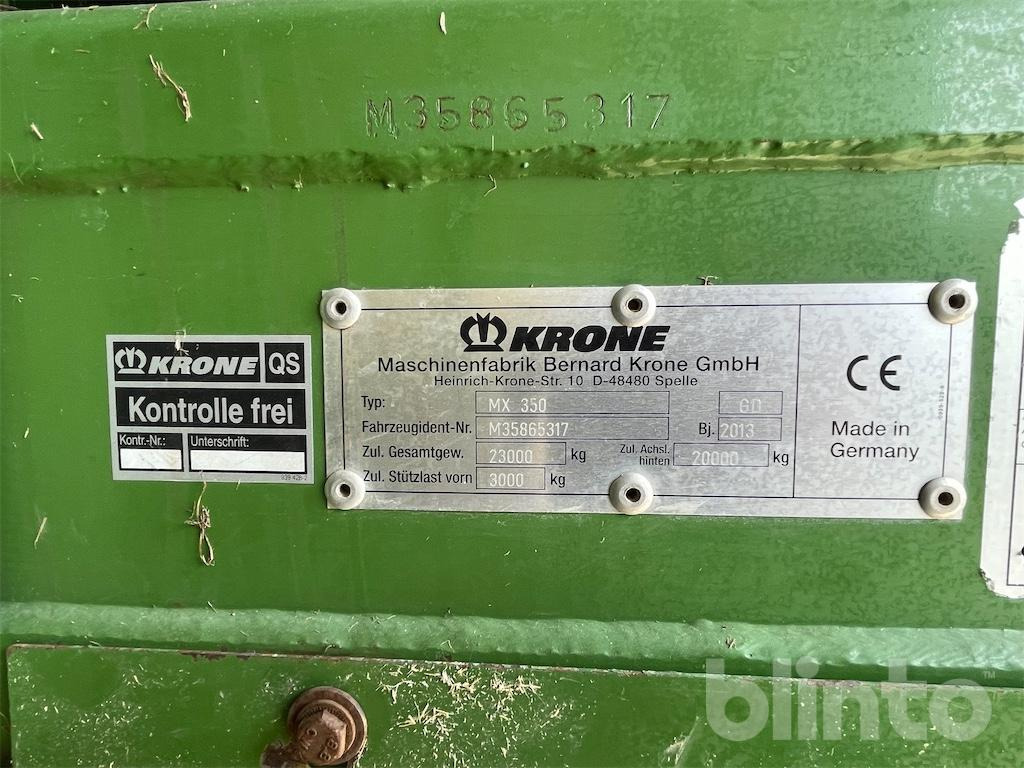 M35865317
KRONE QS
Kontrolle frei
Kontr.-Nr.: Unterschrift:
939 428-2
KRONE
Maschinenfabrik Bernard Krone GmbH
Heinrich-Krone-Str. 10 D-48480 Spelle
Typ: MX 350 GD
Fahrzeugident-Nr. M35865317 Bj. 2013
Zul. Gesamtgew. 23000 kg Zul. Achsl. hinten 20000 kg
Zul. Stützlast vorn 3000 kg
CE
Made in
Germany
blinto™